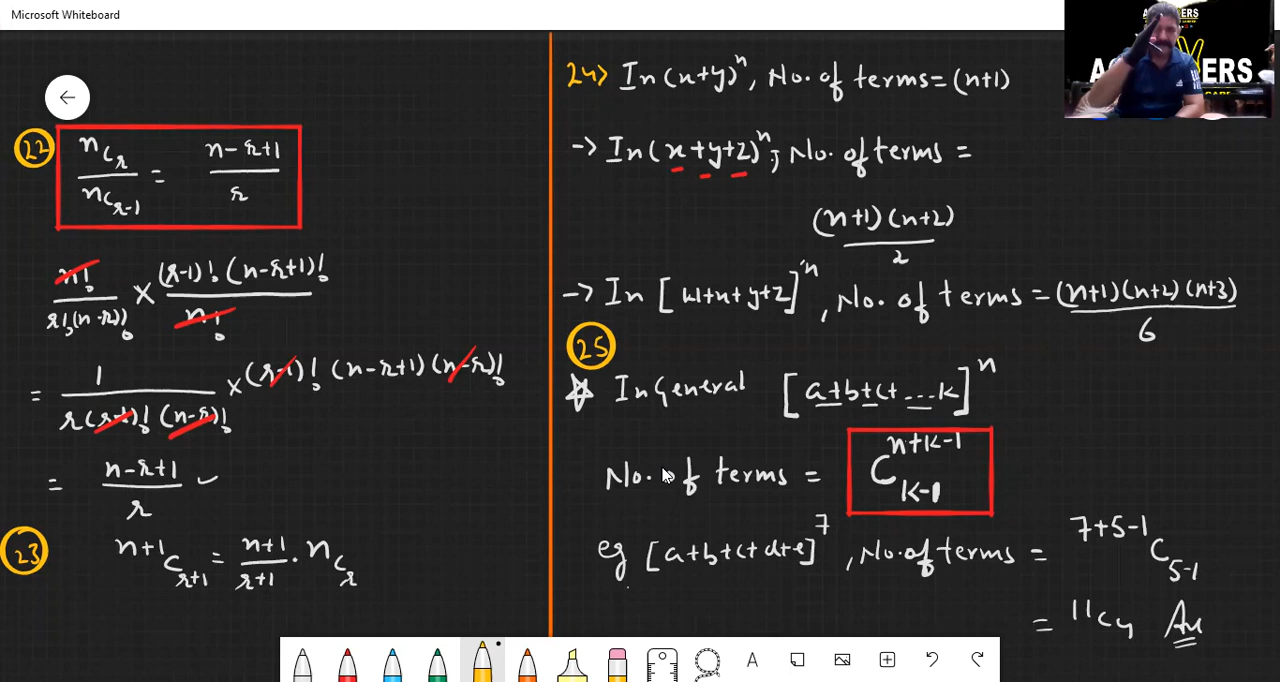 Microsoft Whiteboard
22
nCr / nCr-1 = n-r+1 / r
n! / r!(n-r)! × (r-1)!(n-r+1)! / n!
= 1 / r(r-1)!(n-r)! × (r-1)!(n-r+1)(n-r)!
= n-r+1 / r ✓
23
n+1Cr+1 = n+1 / r+1 . nCr
24) In (x+y)^n, No. of terms = (n+1)
-> In (x+y+z)^n, No. of terms =
(n+1)(n+2) / 2
-> In [w+x+y+z]^n, No. of terms = (n+1)(n+2)(n+3) / 6
25
In General [a+b+c+...k]^n
No. of terms = C^n+k-1_k-1
eg [a+b+c+d+e]^7, No. of terms = 7+5-1C5-1
= 11C4 Ans
A